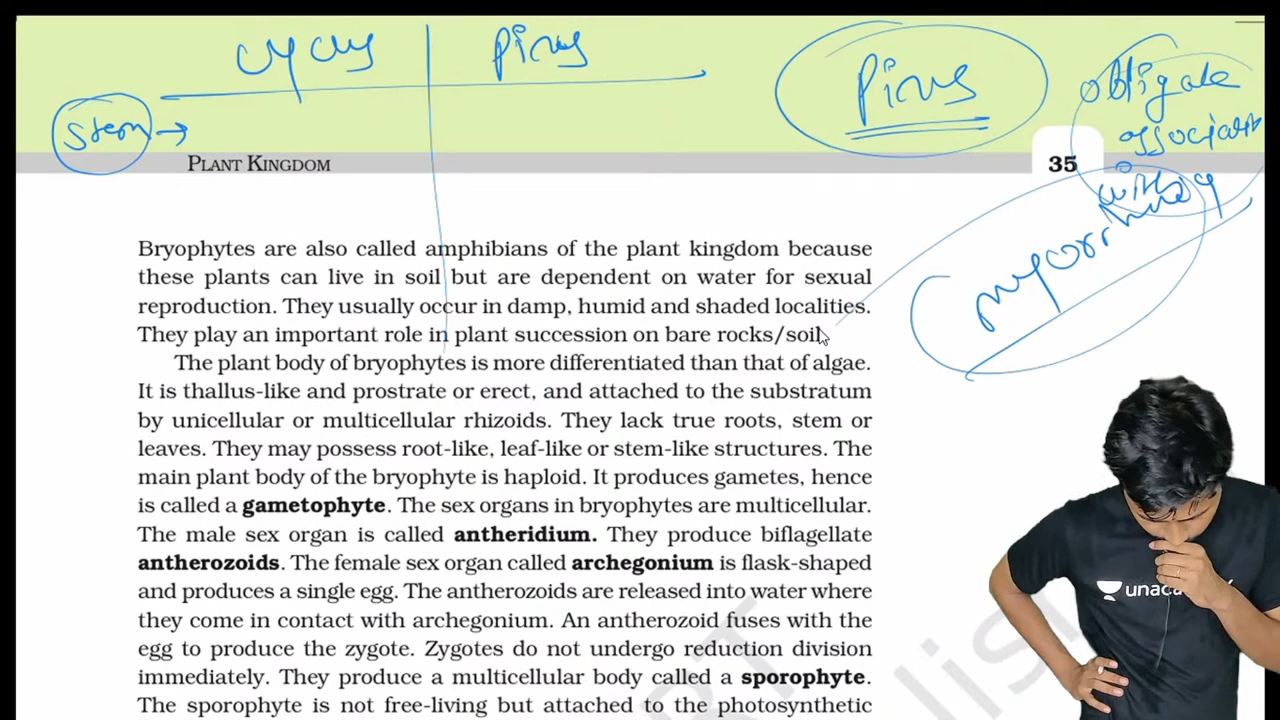 cycus
Pinus
Pinus
obligate
stem →
with
mycorrhizq
PLANT KINGDOM
35
Bryophytes are also called amphibians of the plant kingdom because
these plants can live in soil but are dependent on water for sexual
reproduction. They usually occur in damp, humid and shaded localities.
They play an important role in plant succession on bare rocks/soil.
The plant body of bryophytes is more differentiated than that of algae.
It is thallus-like and prostrate or erect, and attached to the substratum
by unicellular or multicellular rhizoids. They lack true roots, stem or
leaves. They may possess root-like, leaf-like or stem-like structures. The
main plant body of the bryophyte is haploid. It produces gametes, hence
is called a gametophyte. The sex organs in bryophytes are multicellular.
The male sex organ is called antheridium. They produce biflagellate
antherozoids. The female sex organ called archegonium is flask-shaped
and produces a single egg. The antherozoids are released into water where
they come in contact with archegonium. An antherozoid fuses with the
egg to produce the zygote. Zygotes do not undergo reduction division
immediately. They produce a multicellular body called a sporophyte.
The sporophyte is not free-living but attached to the photosynthetic